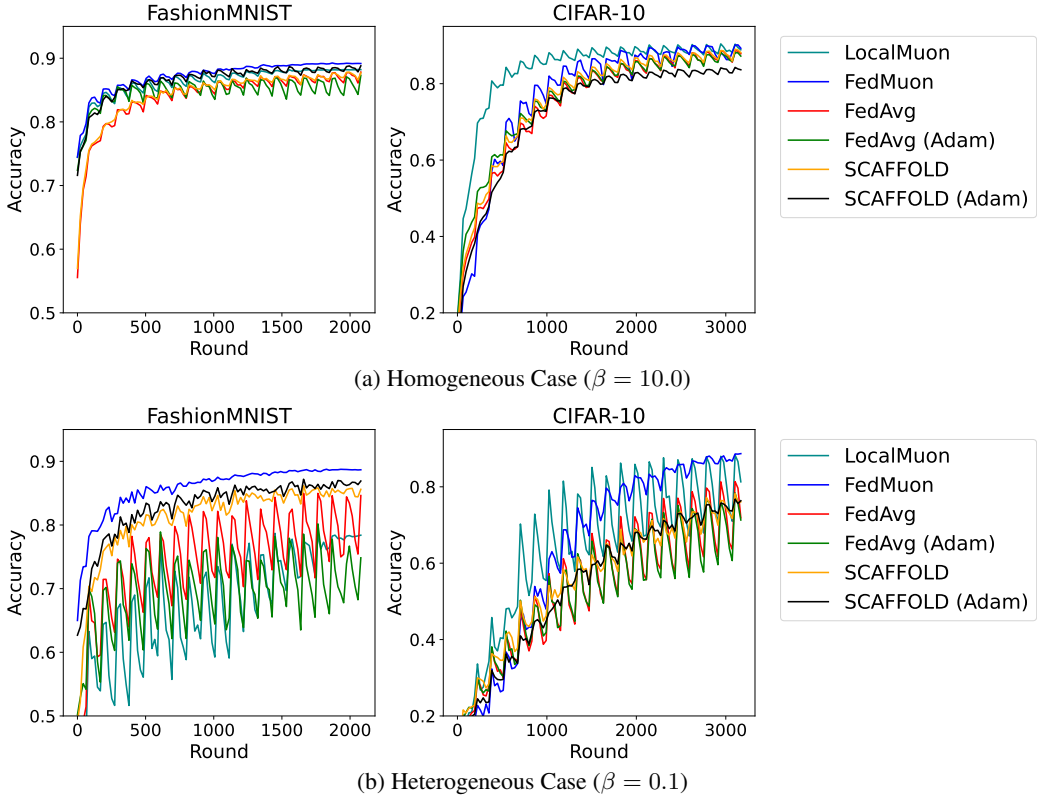 FashionMNIST
CIFAR-10
Accuracy
0.9
0.8
0.7
0.6
0.5
0 500 1000 1500 2000
Round
Accuracy
0.8
0.6
0.4
0.2
0 1000 2000 3000
Round
LocalMuon
FedMuon
FedAvg
FedAvg (Adam)
SCAFFOLD
SCAFFOLD (Adam)
(a) Homogeneous Case (β = 10.0)
FashionMNIST
CIFAR-10
Accuracy
0.9
0.8
0.7
0.6
0.5
0 500 1000 1500 2000
Round
Accuracy
0.8
0.6
0.4
0.2
0 1000 2000 3000
Round
LocalMuon
FedMuon
FedAvg
FedAvg (Adam)
SCAFFOLD
SCAFFOLD (Adam)
(b) Heterogeneous Case (β = 0.1)